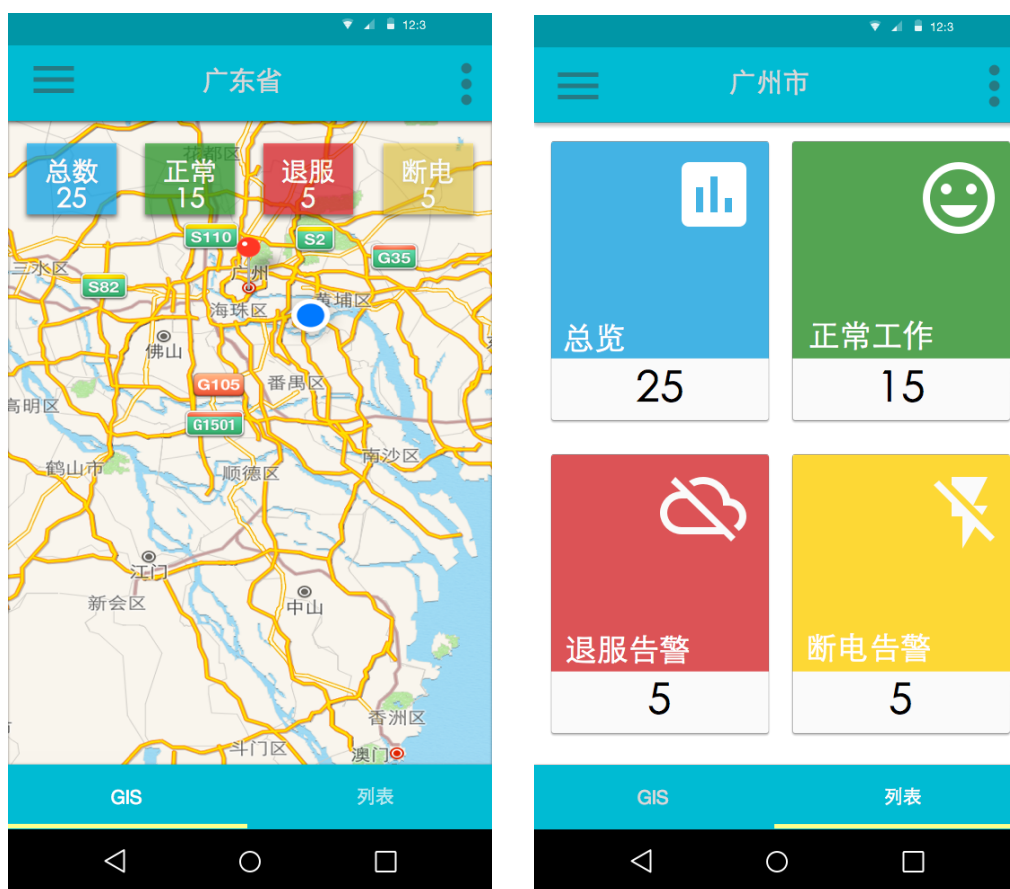 12:3
广东省
总数
25
正常
15
退服
5
断电
5
花都区
S110
S2
G35
三水区
S82
广州
海珠区
黄埔区
佛山
G105
番禺区
高明区
G1501
南沙区
鹤山市
顺德区
江门
新会区
中山
香洲区
斗门区
澳门
GIS
列表
12:3
广州市
总览
25
正常工作
15
退服告警
5
断电告警
5
GIS
列表